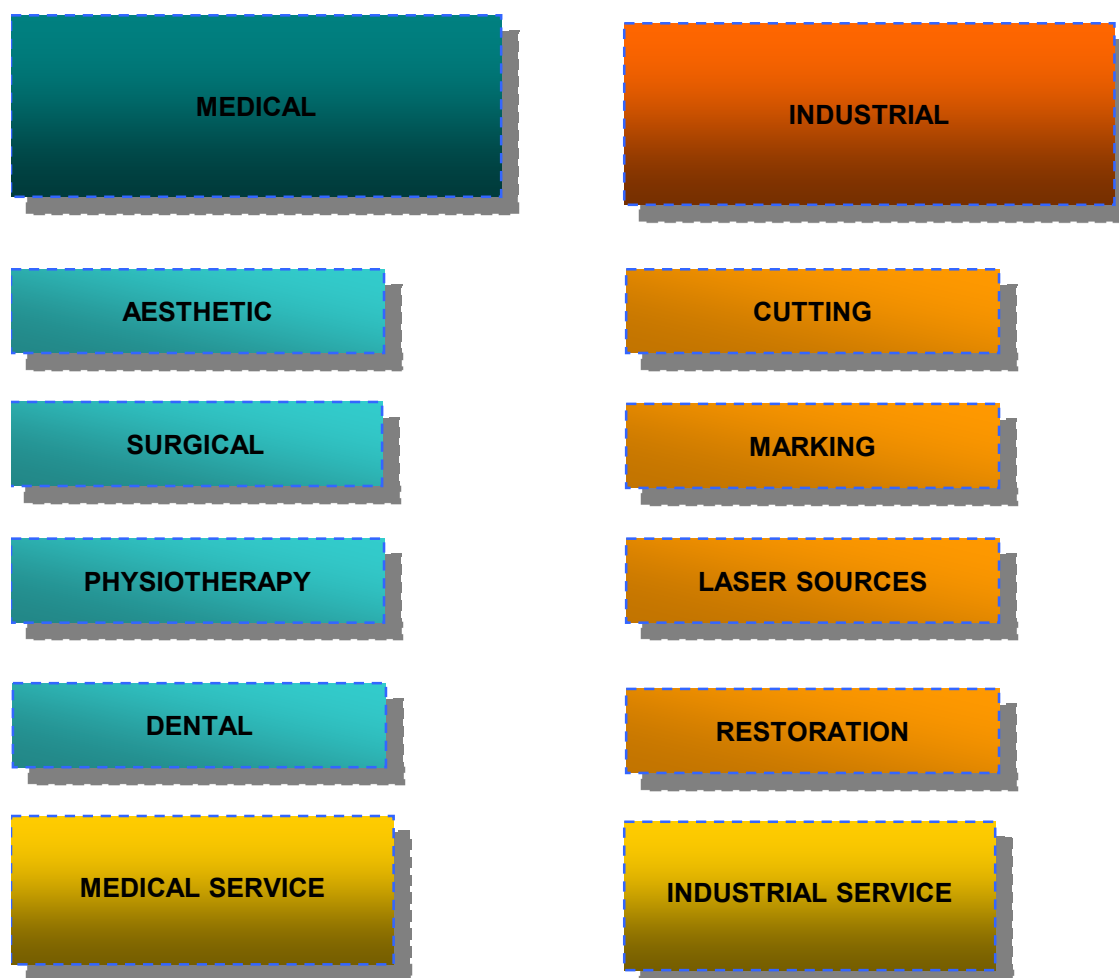 MEDICAL
INDUSTRIAL
AESTHETIC
CUTTING
SURGICAL
MARKING
PHYSIOTHERAPY
LASER SOURCES
DENTAL
RESTORATION
MEDICAL SERVICE
INDUSTRIAL SERVICE